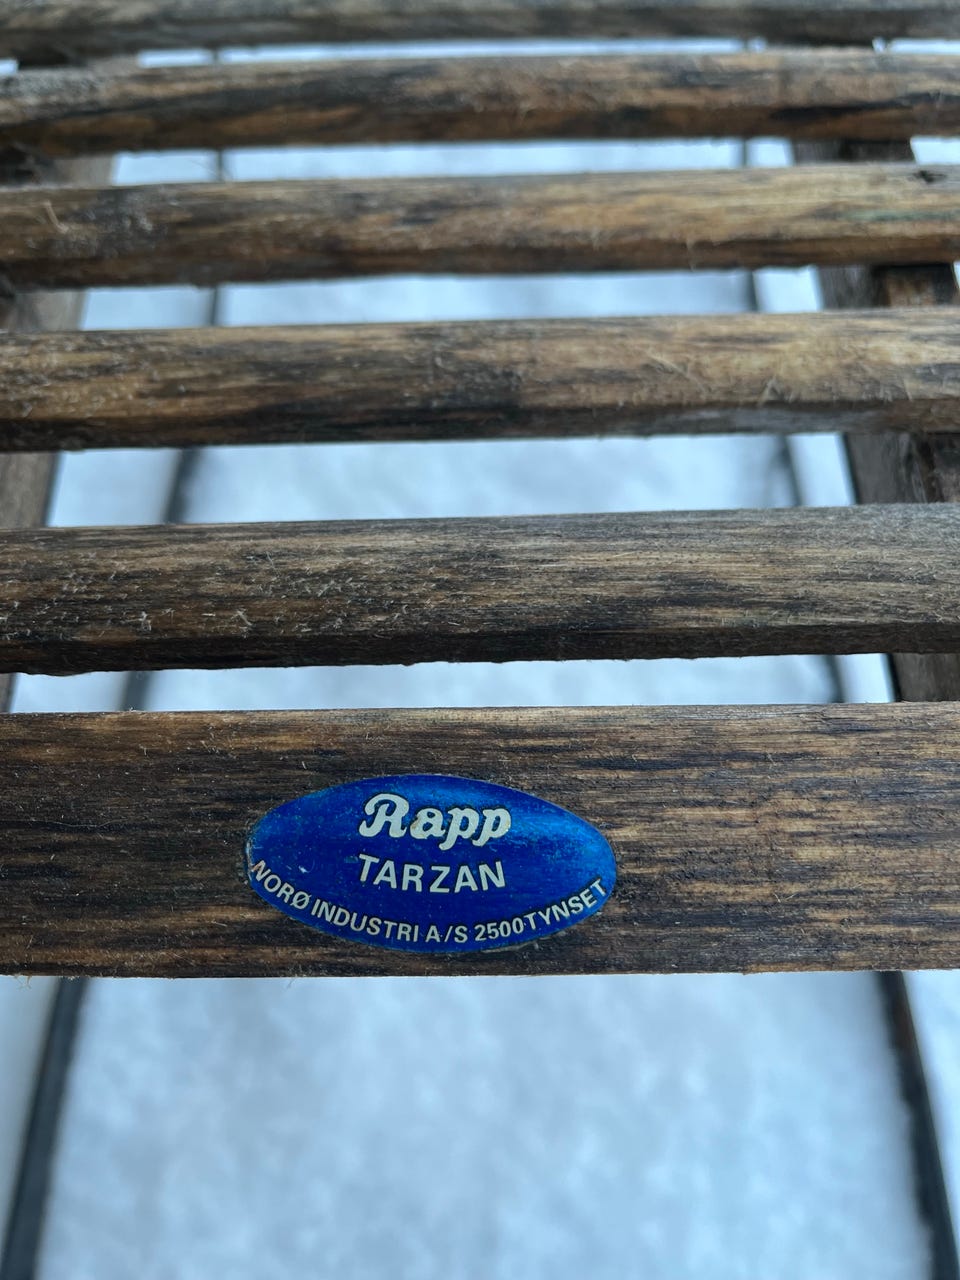 Rapp
TARZAN
NORØ INDUSTRI A/S 2500 TYNSET